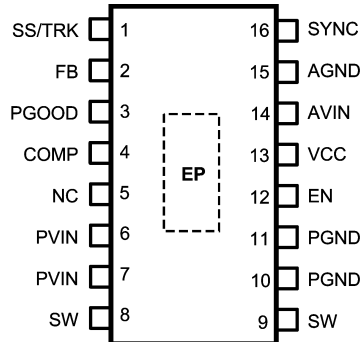 SS/TRK 1 16 SYNC
FB 2 15 AGND
PGOOD 3 14 AVIN
COMP 4 13 VCC
EP
NC 5 12 EN
PVIN 6 11 PGND
PVIN 7 10 PGND
SW 8 9 SW